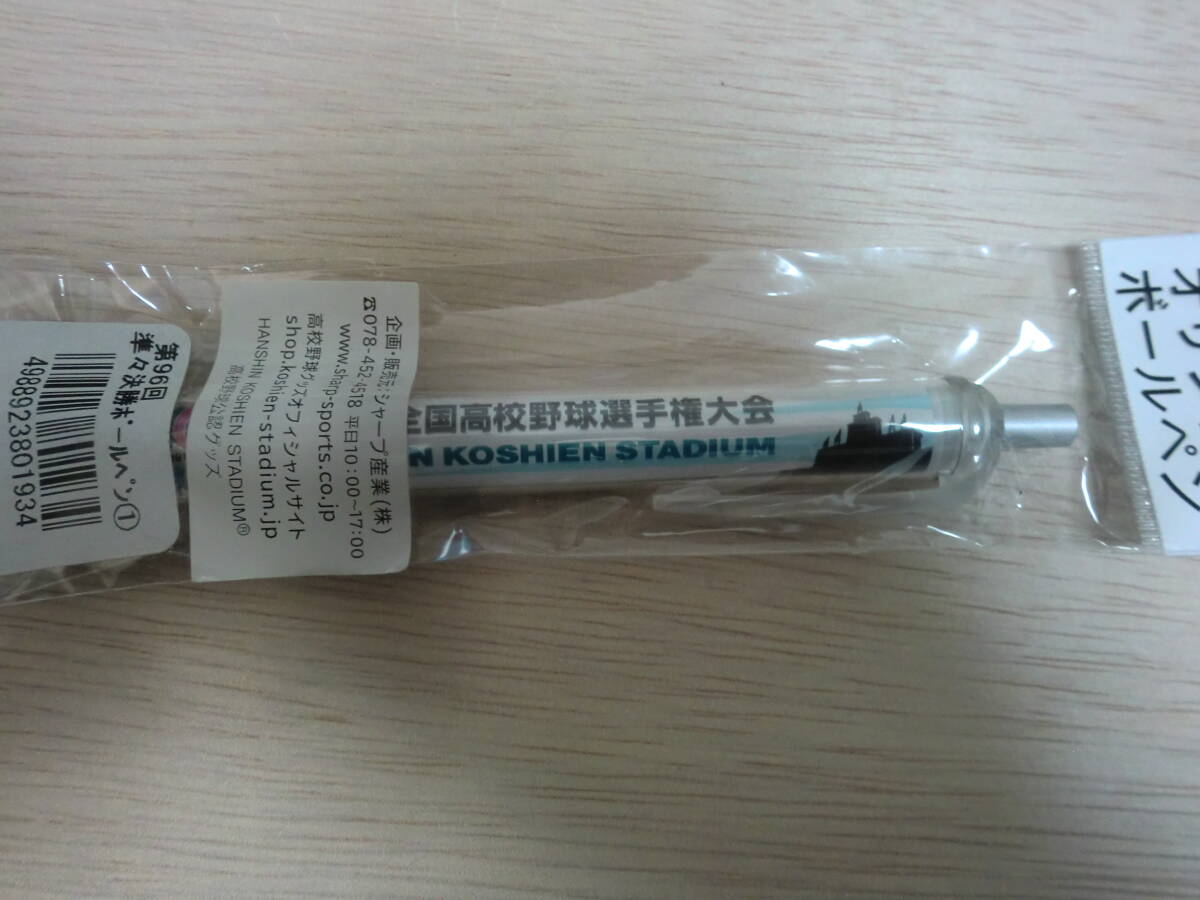 第96回
準々決勝ﾎﾞｰﾙﾍﾟﾝ①
4989238019​34
企画・販売元:シャープ産業(株)
☎078-452-4518 平日10:00～17:00
www.sharp-sports.co.jp
高校野球グッズオフィシャルサイト
shop.koshien-stadium.jp
HANSHIN KOSHIEN STADIUM®
高校野球公認グッズ
全国高校野球選手権大会
N KOSHIEN STADIUM
ボールペン